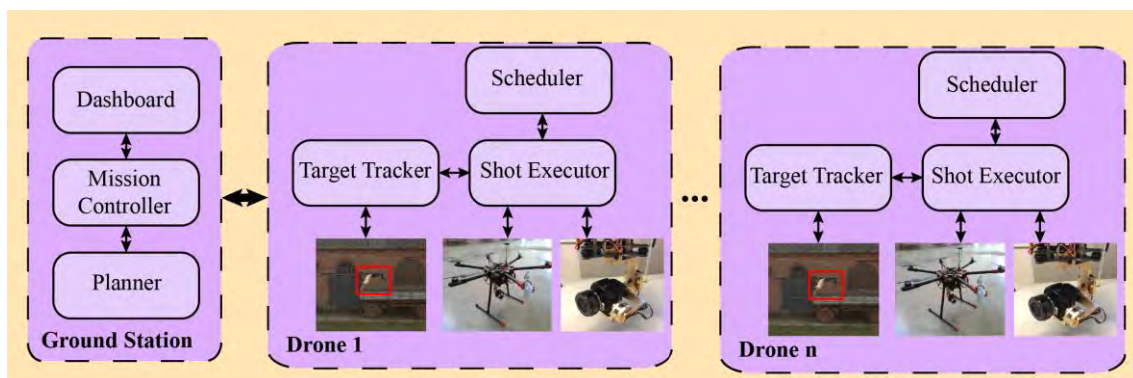 Dashboard
Mission
Controller
Planner
Ground Station
Scheduler
Target Tracker
Shot Executor
Drone 1
...
Scheduler
Target Tracker
Shot Executor
Drone n